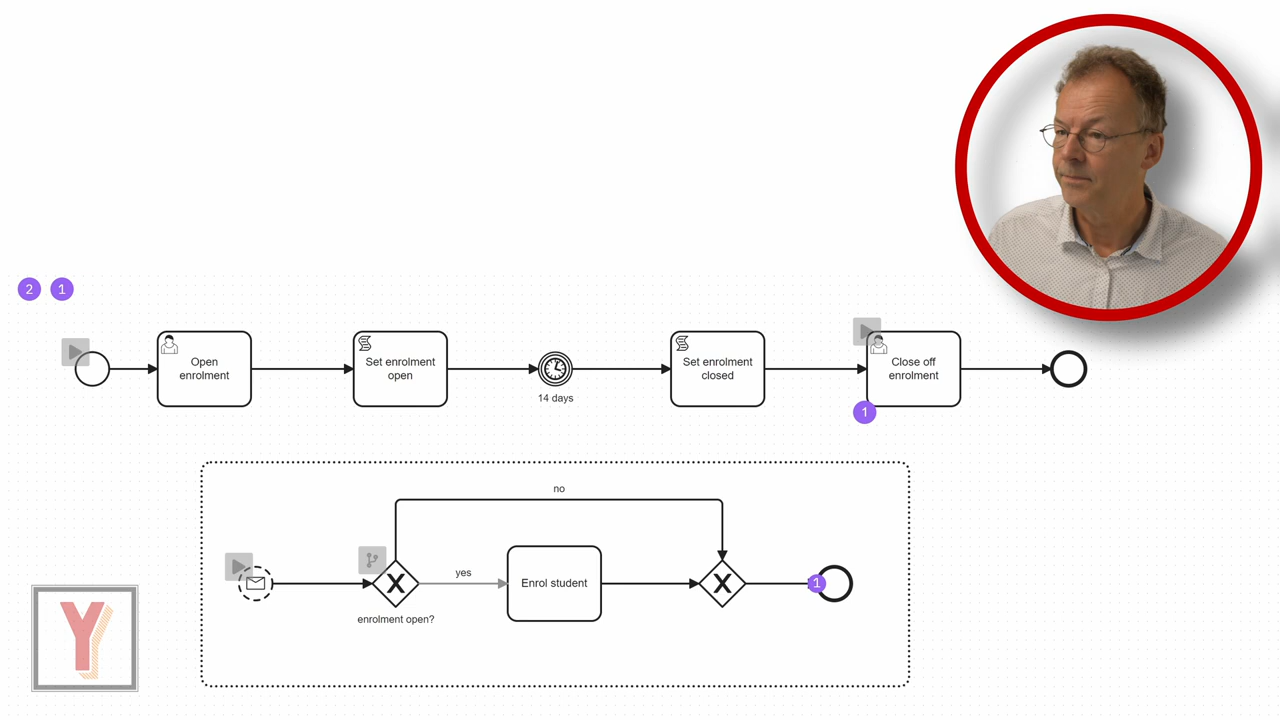 2 1
Open
enrolment
Set enrolment
open
14 days
Set enrolment
closed
Close off
enrolment
1
no
X
enrolment open?
yes
Enrol student
X
1
Y